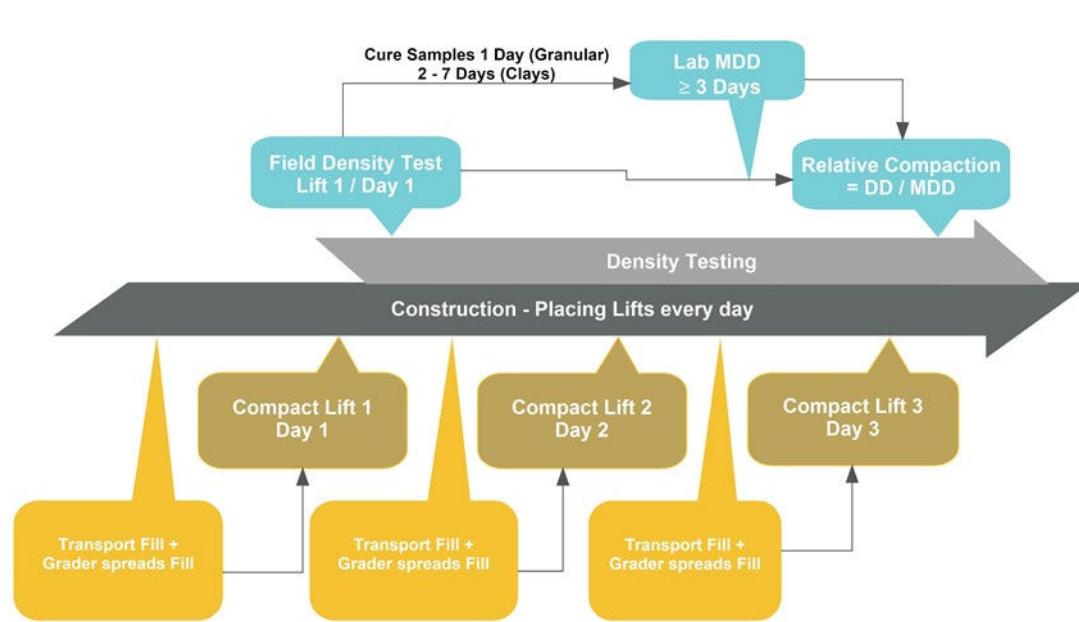 Cure Samples 1 Day (Granular)
2 - 7 Days (Clays)
Lab MDD
≥ 3 Days
Field Density Test
Lift 1 / Day 1
Relative Compaction
= DD / MDD
Density Testing
Construction - Placing Lifts every day
Compact Lift 1
Day 1
Compact Lift 2
Day 2
Compact Lift 3
Day 3
Transport Fill +
Grader spreads Fill
Transport Fill +
Grader spreads Fill
Transport Fill +
Grader spreads Fill